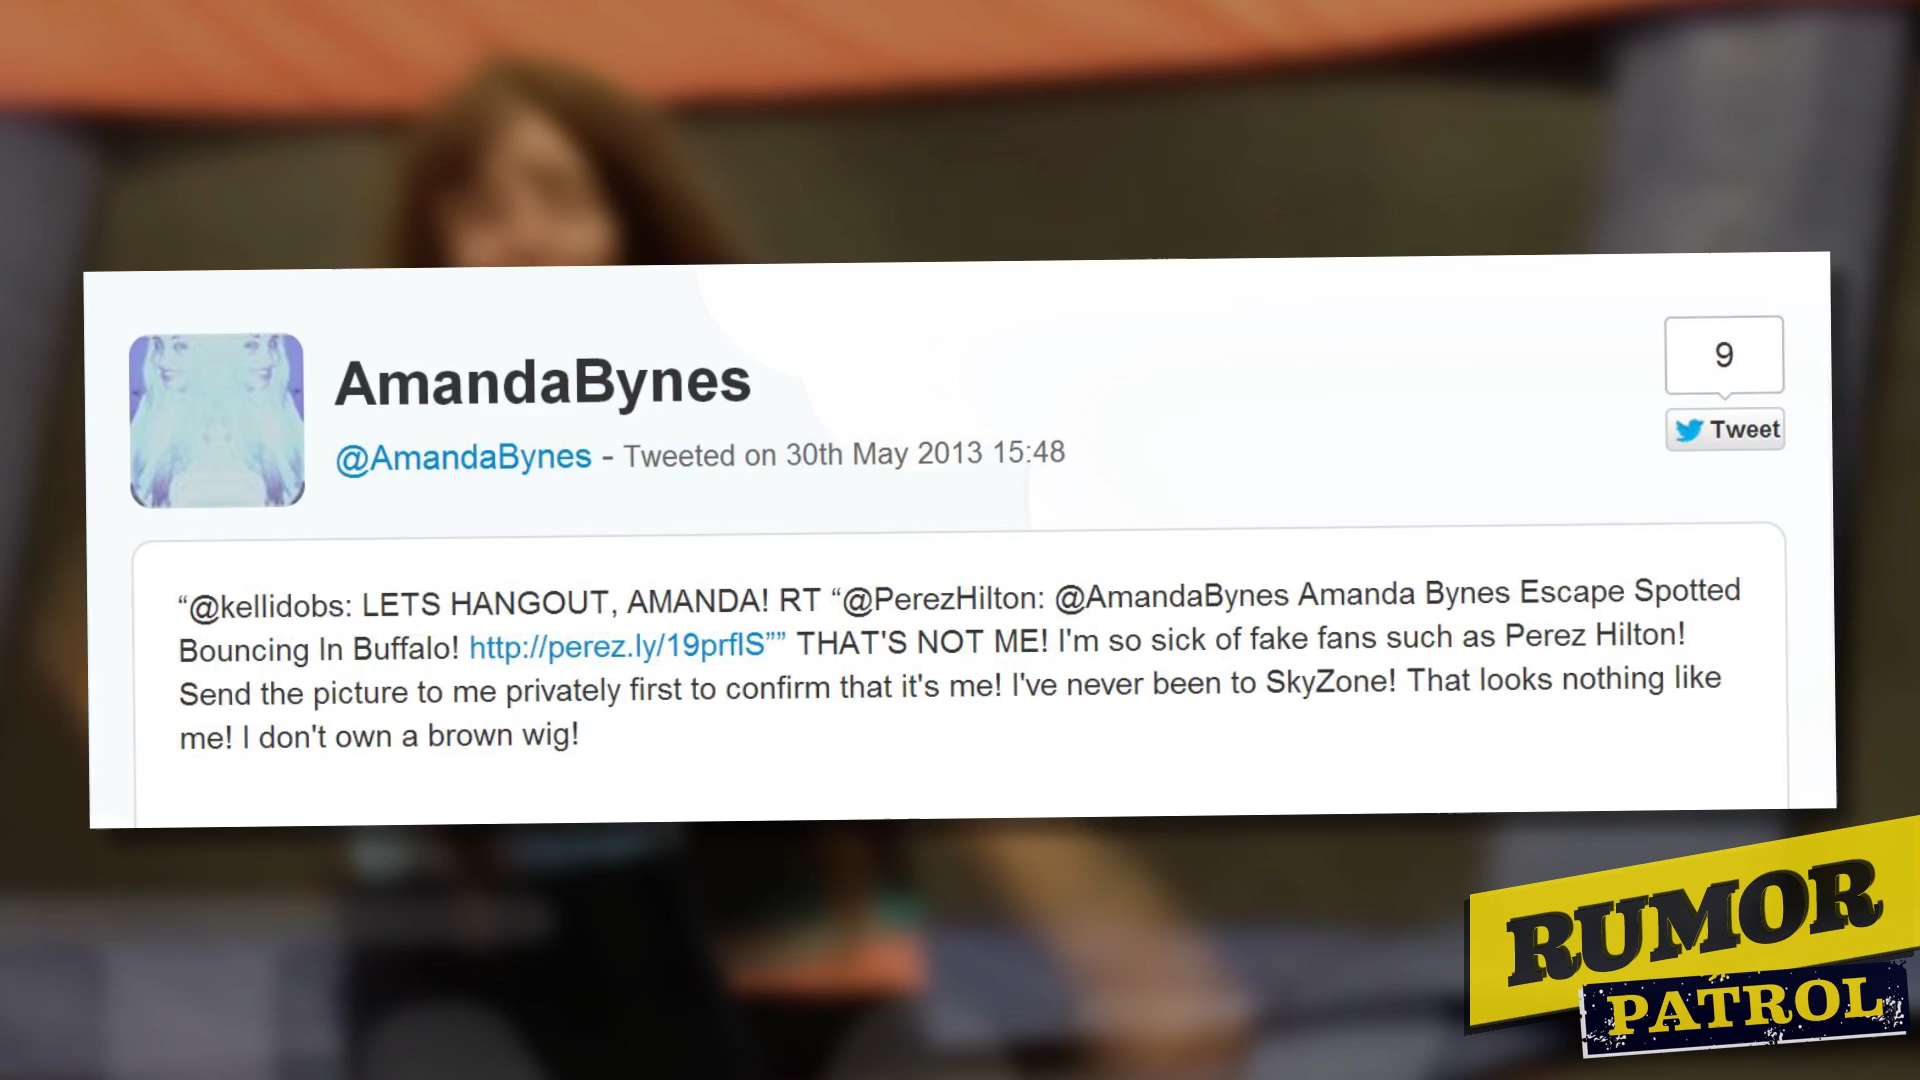 AmandaBynes
@AmandaBynes - Tweeted on 30th May 2013 15:48
9
Tweet
“@kellidobs: LETS HANGOUT, AMANDA! RT “@PerezHilton: @AmandaBynes Amanda Bynes Escape Spotted
Bouncing In Buffalo! http://perez.ly/19prfIS”” THAT'S NOT ME! I'm so sick of fake fans such as Perez Hilton!
Send the picture to me privately first to confirm that it's me! I've never been to SkyZone! That looks nothing like
me! I don't own a brown wig!
RUMOR
PATROL